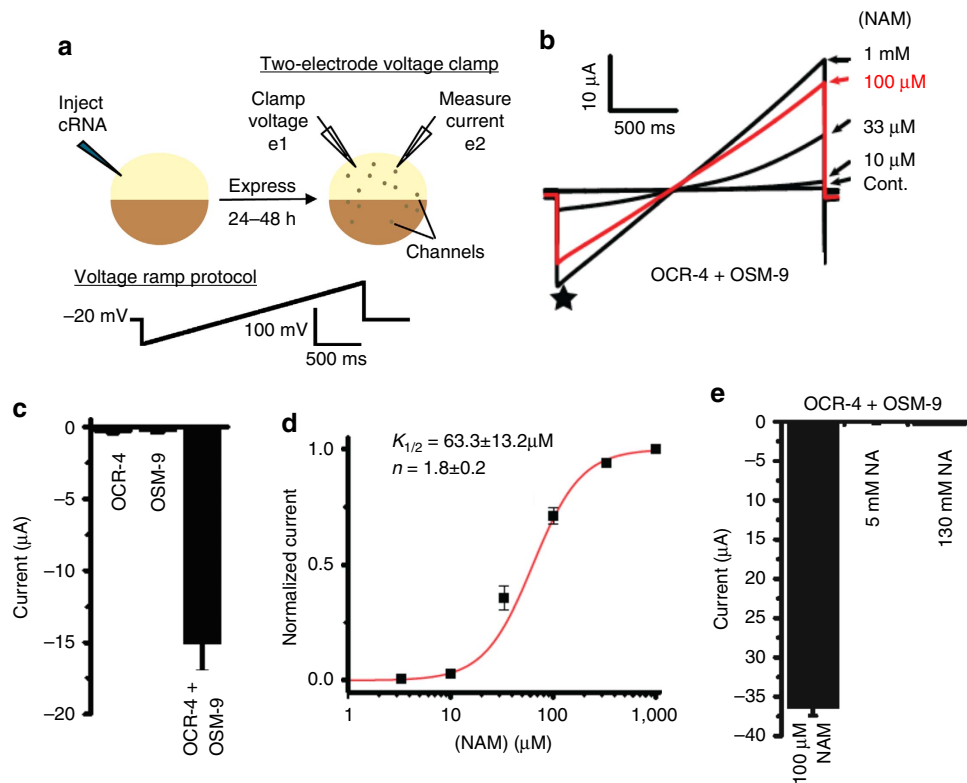 a
Two-electrode voltage clamp
Inject
cRNA
Clamp
voltage
e1
Measure
current
e2
Express
24–48 h
Channels
Voltage ramp protocol
–20 mV
100 mV
500 ms
b
(NAM)
10 µA
500 ms
1 mM
100 µM
33 µM
10 µM
Cont.
OCR-4 + OSM-9
c
Current (µA)
0
–5
–10
–15
–20
OCR-4
OSM-9
OCR-4 +
OSM-9
d
K1/2 = 63.3±13.2µM
n = 1.8±0.2
Normalized current
1.0
0.5
0.0
1
10
100
1,000
(NAM) (µM)
e
OCR-4 + OSM-9
Current (µA)
0
–5
–10
15
20
25
30
–35
–40
100 µM
NAM
5 mM NA
130 mM NA